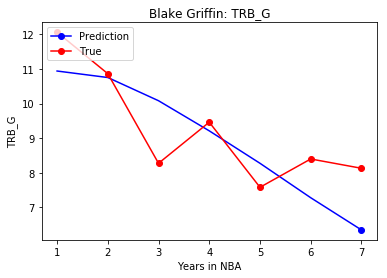 Blake Griffin: TRB_G
Prediction
True
12
11
10
9
8
7
TRB_G
1 2 3 4 5 6 7
Years in NBA